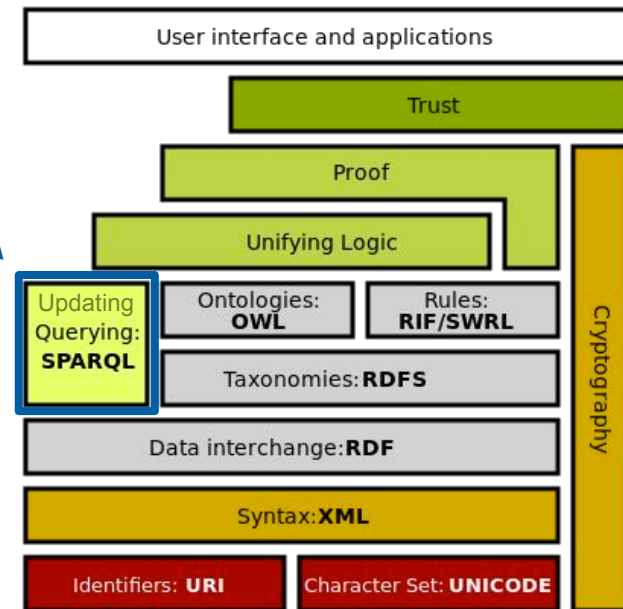 User interface and applications
Trust
Proof
Unifying Logic
Updating
Querying:
SPARQL
Ontologies:
OWL
Rules:
RIF/SWRL
Taxonomies:RDFS
Cryptography
Data interchange:RDF
Syntax:XML
Identifiers: URI
Character Set: UNICODE